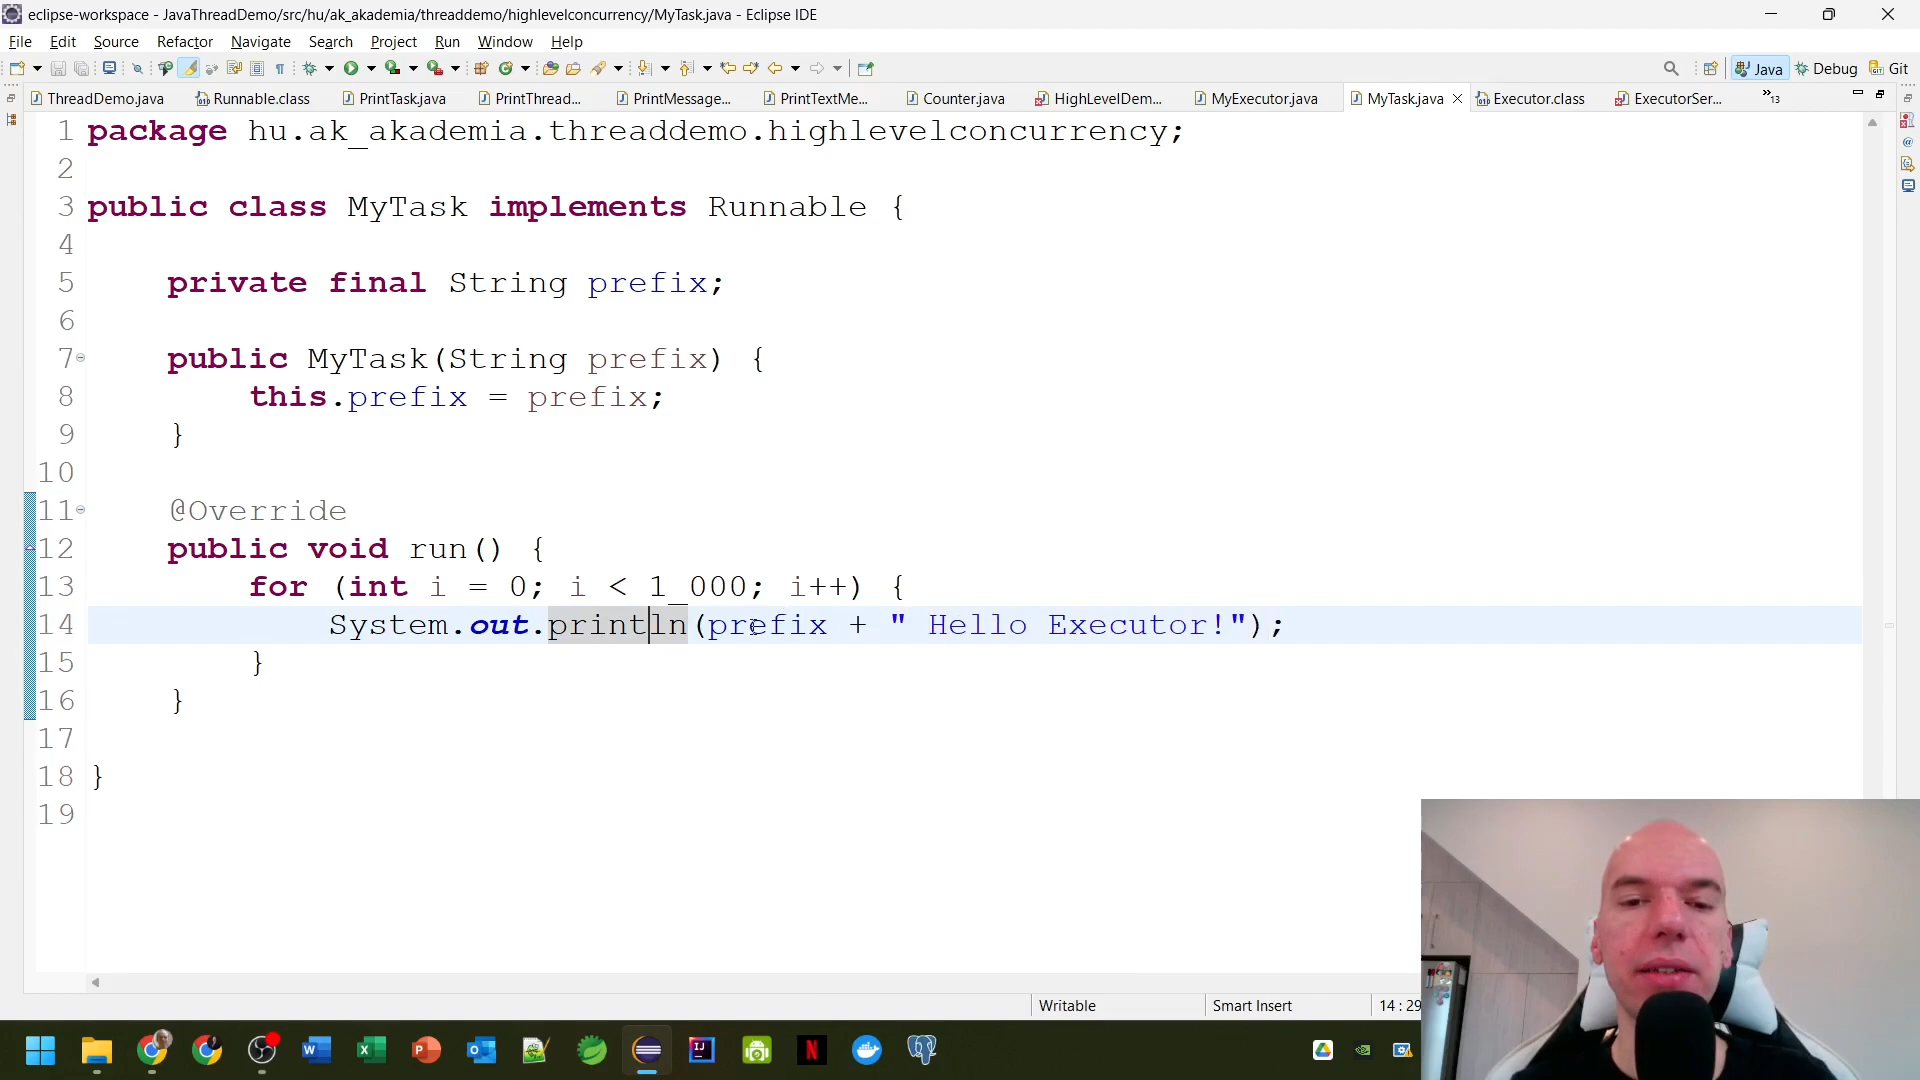 eclipse-workspace - JavaThreadDemo/src/hu/ak_akademia/threaddemo/highlevelconcurrency/MyTask.java - Eclipse IDE
File Edit Source Refactor Navigate Search Project Run Window Help
Java Debug Git
ThreadDemo.java Runnable.class PrintTask.java PrintThread... PrintMessage... PrintTextMe... Counter.java HighLevelDem... MyExecutor.java MyTask.java Executor.class ExecutorSer... »13
1 package hu.ak_akademia.threaddemo.highlevelconcurrency;
2
3 public class MyTask implements Runnable {
4
5 private final String prefix;
6
7 public MyTask(String prefix) {
8 this.prefix = prefix;
9 }
10
11 @Override
12 public void run() {
13 for (int i = 0; i < 1_000; i++) {
14 System.out.println(prefix + " Hello Executor!");
15 }
16 }
17
18 }
19
Writable Smart Insert 14 : 29